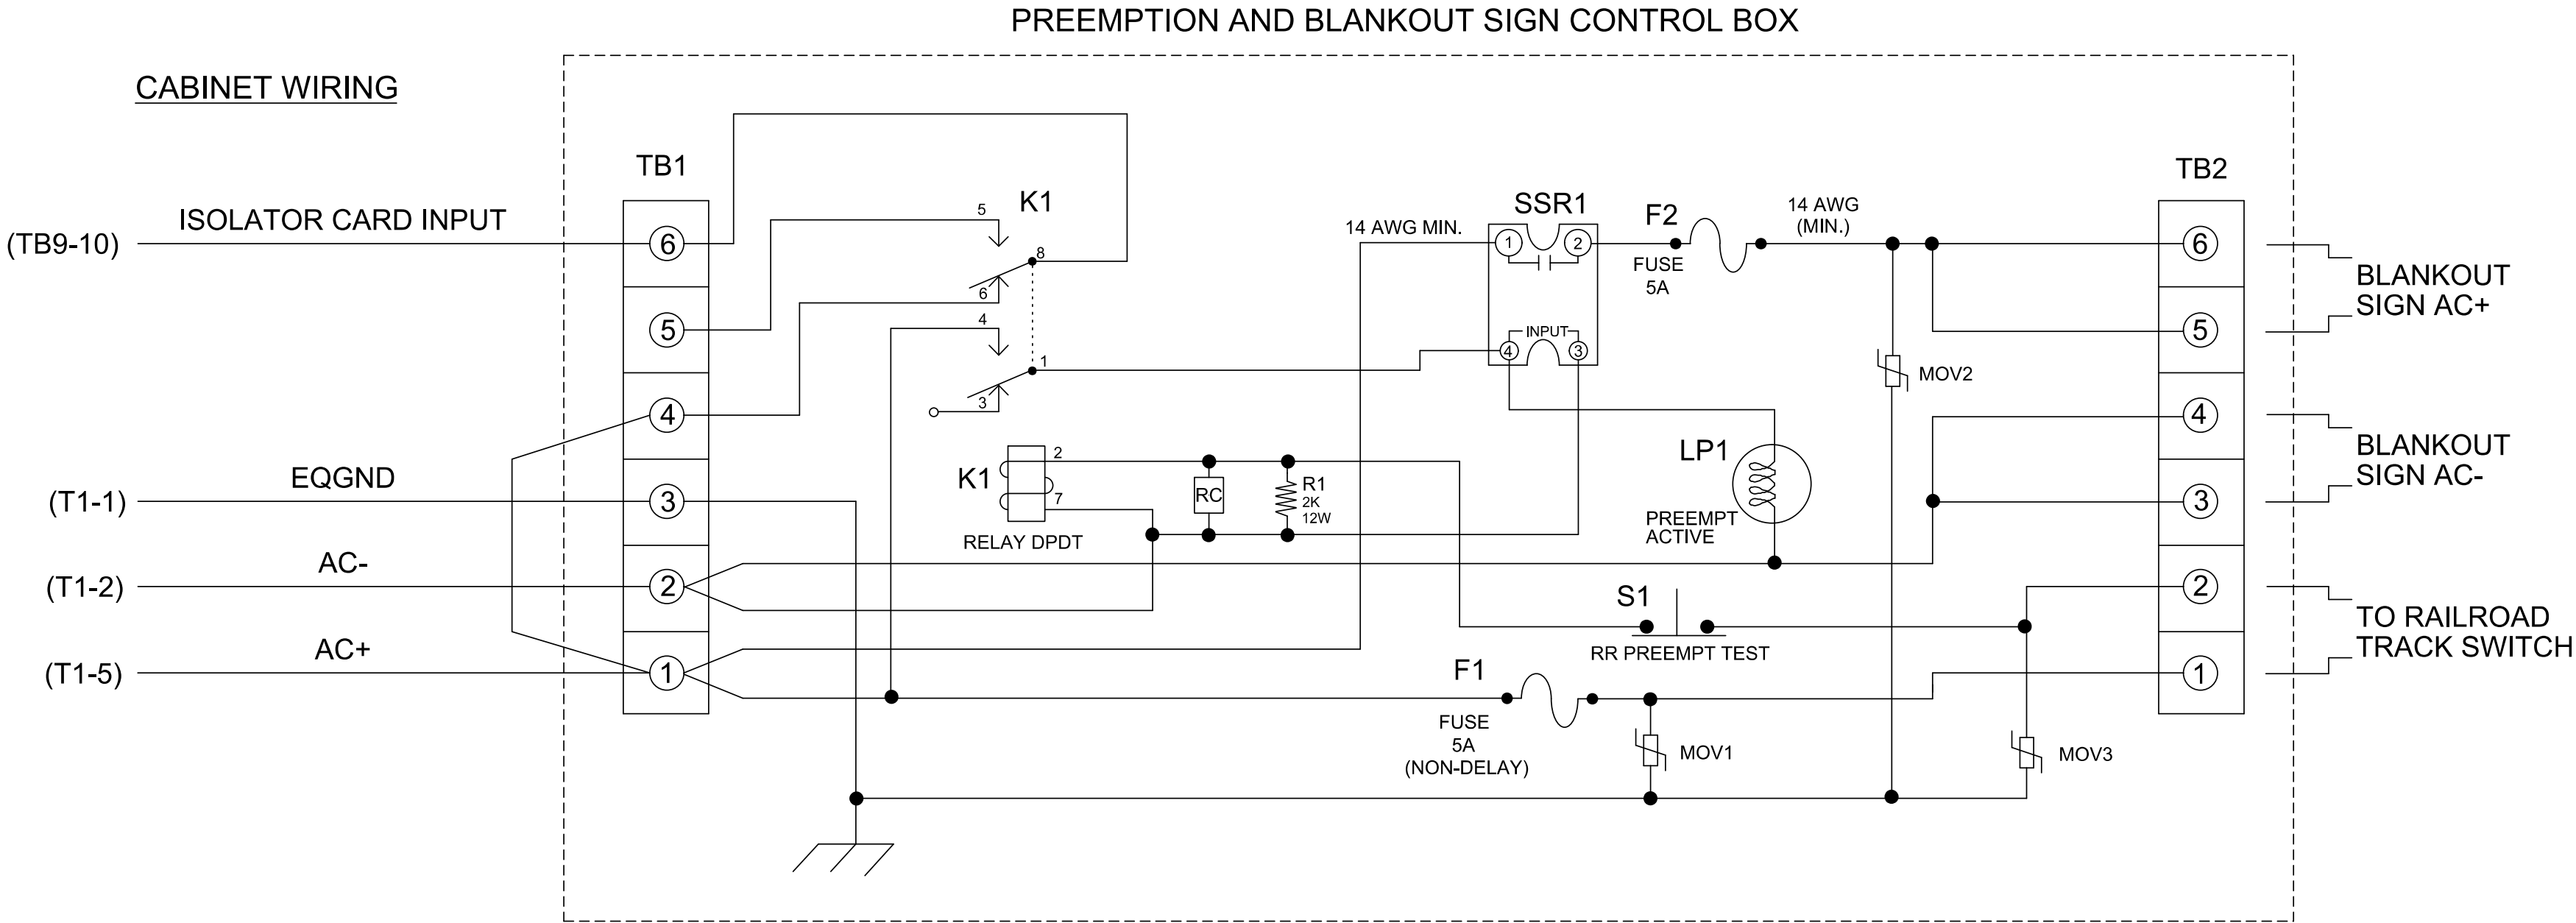 PREEMPTION AND BLANKOUT SIGN CONTROL BOX
CABINET WIRING
(TB9-10)
ISOLATOR CARD INPUT
(T1-1)
EQGND
(T1-2)
AC-
(T1-5)
AC+
TB1
6
5
4
3
2
1
K1
5
8
6
4
1
3
K1
2
7
RELAY DPDT
RC
R1
2K
12W
14 AWG MIN.
SSR1
1
2
INPUT
4
3
F2
FUSE
5A
14 AWG
(MIN.)
MOV2
LP1
PREEMPT
ACTIVE
S1
RR PREEMPT TEST
F1
FUSE
5A
(NON-DELAY)
MOV1
MOV3
TB2
6
5
4
3
2
1
BLANKOUT
SIGN AC+
BLANKOUT
SIGN AC-
TO RAILROAD
TRACK SWITCH